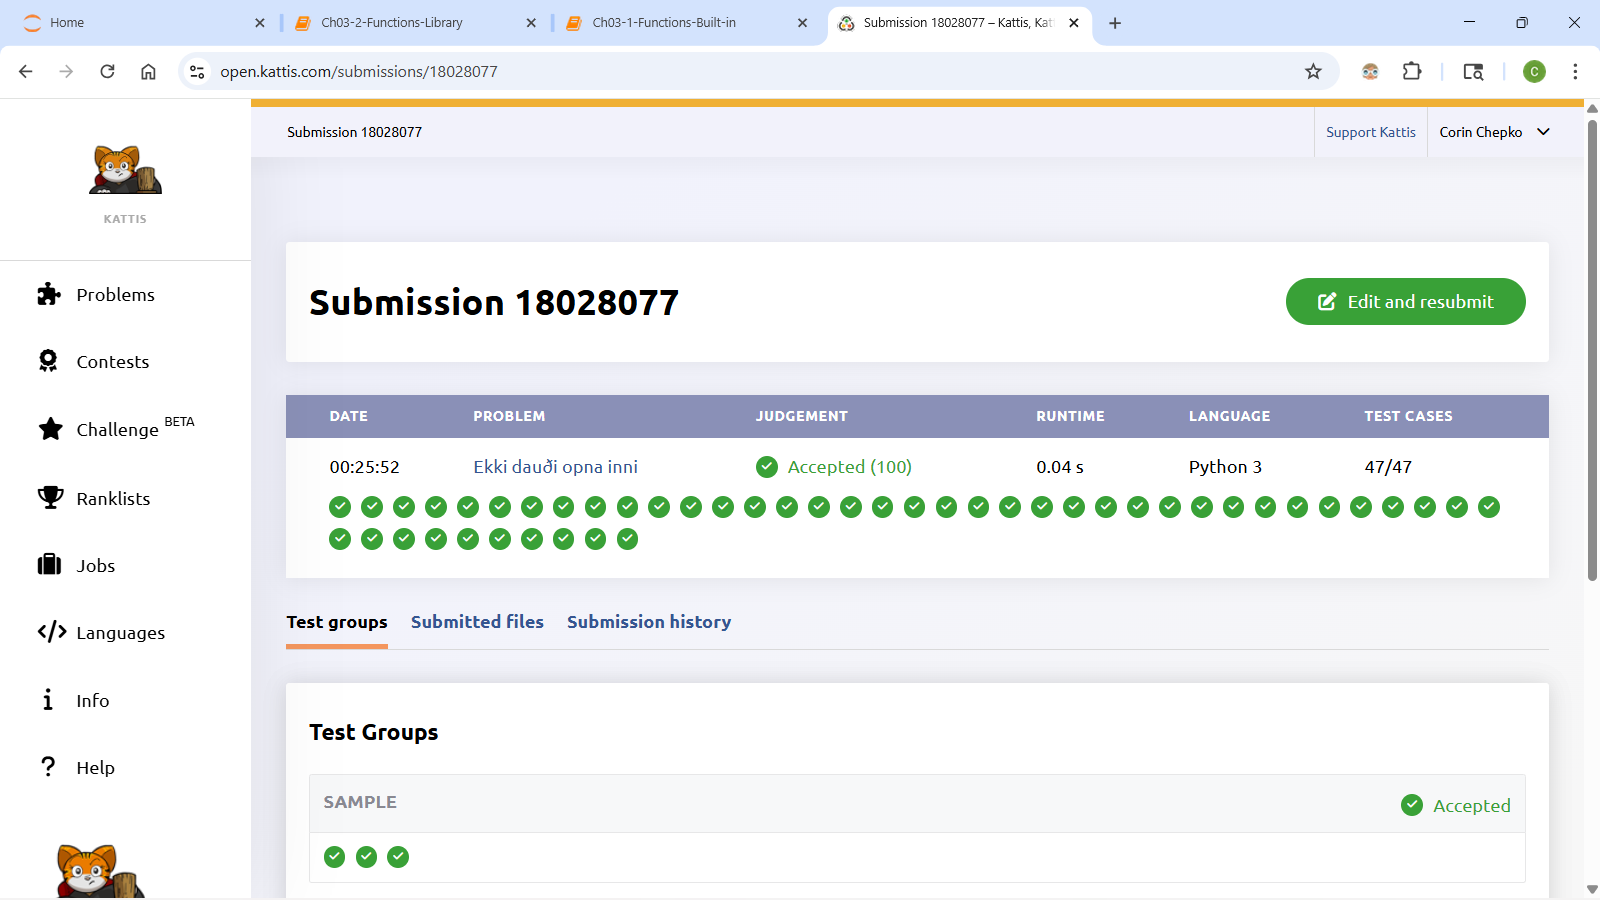 Home
Ch03-2-Functions-Library
Ch03-1-Functions-Built-in
Submission 18028077 – Kattis, Kat
open.kattis.com/submissions/18028077
C
Submission 18028077
Support Kattis
Corin Chepko
KATTIS
Problems
Contests
Challenge BETA
Ranklists
Jobs
Languages
Info
Help
Submission 18028077
Edit and resubmit
DATE PROBLEM JUDGEMENT RUNTIME LANGUAGE TEST CASES
00:25:52 Ekki dauði opna inni Accepted (100) 0.04 s Python 3 47/47
Test groups Submitted files Submission history
Test Groups
SAMPLE
Accepted